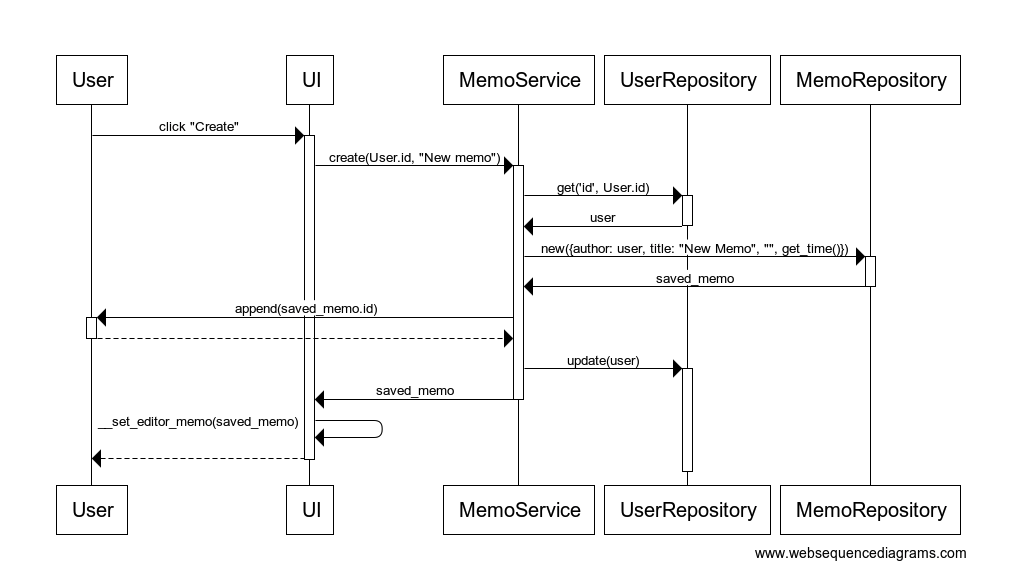 User UI MemoService UserRepository MemoRepository
click "Create"
create(User.id, "New memo")
get('id', User.id)
user
new({author: user, title: "New Memo", "", get_time()})
saved_memo
append(saved_memo.id)
update(user)
saved_memo
__set_editor_memo(saved_memo)
User UI MemoService UserRepository MemoRepository
www.websequencediagrams.com